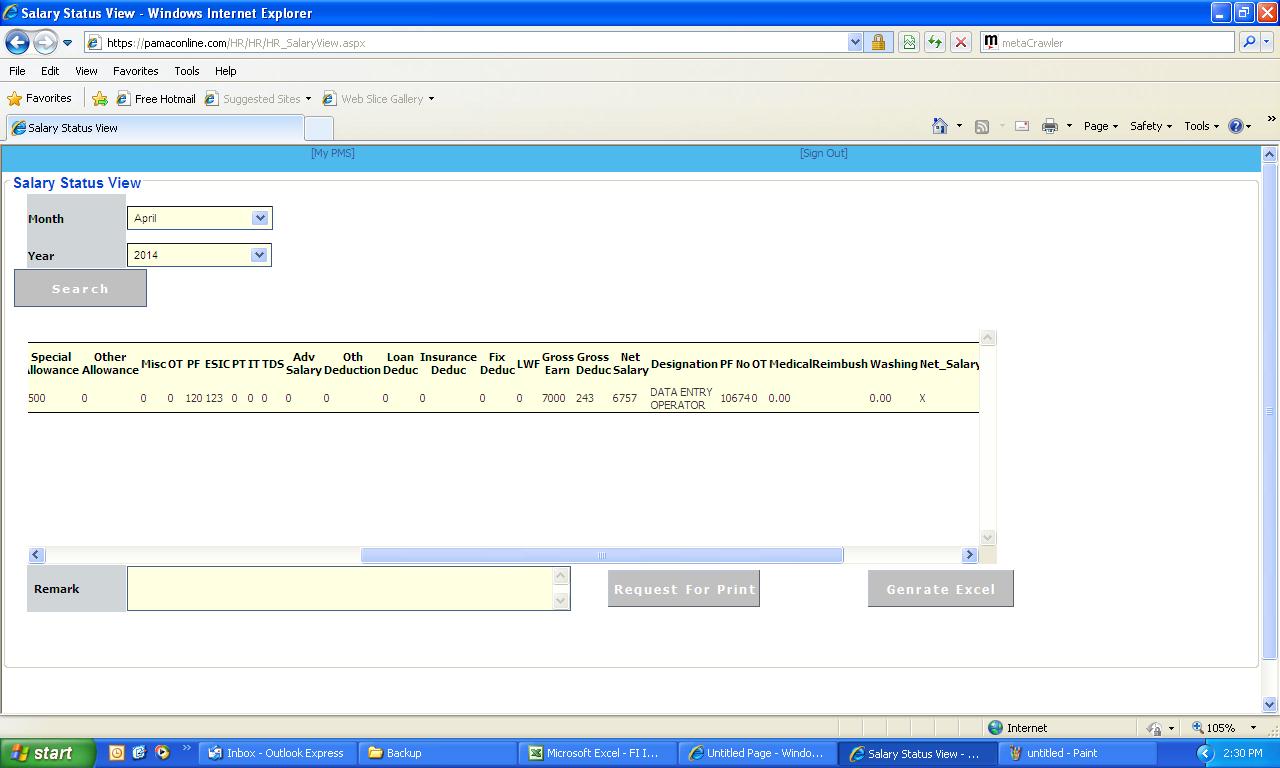 Salary Status View - Windows Internet Explorer
https://pamaconline.com/HR/HR/HR_SalaryView.aspx metaCrawler
File Edit View Favorites Tools Help
Favorites Free Hotmail Suggested Sites Web Slice Gallery
Salary Status View Page Safety Tools
[My PMS] [Sign Out]
Salary Status View
Month April
Year 2014
Search
Special Other Adv Oth Loan Insurance Fix Gross Gross Net
Allowance Allowance Misc OT PF ESIC PT IT TDS Salary Deduction Deduc Deduc Deduc LWF Earn Deduc Salary Designation PF No OT MedicalReimbush Washing Net_Salary
500 0 0 0 120 123 0 0 0 0 0 0 0 0 0 7000 243 6757 DATA ENTRY 10674 0 0.00 0.00 X
OPERATOR
Remark Request For Print Genrate Excel
Internet 105%
start Inbox - Outlook Express Backup Microsoft Excel - FI I... Untitled Page - Windo... Salary Status View - ... untitled - Paint 2:30 PM